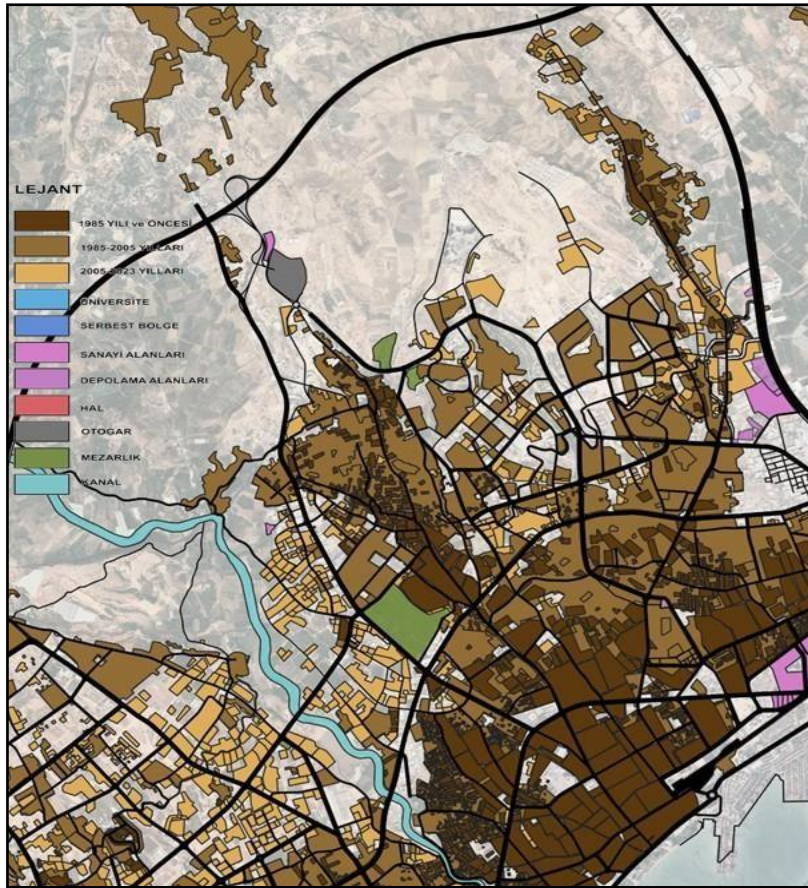 LEJANT
1985 YILI ve ÖNCESİ
1985-2005 YILLARI
2005-2023 YILLARI
ÜNİVERSİTE
SERBEST BÖLGE
SANAYİ ALANLARI
DEPOLAMA ALANLARI
HAL
OTOGAR
MEZARLIK
KANAL